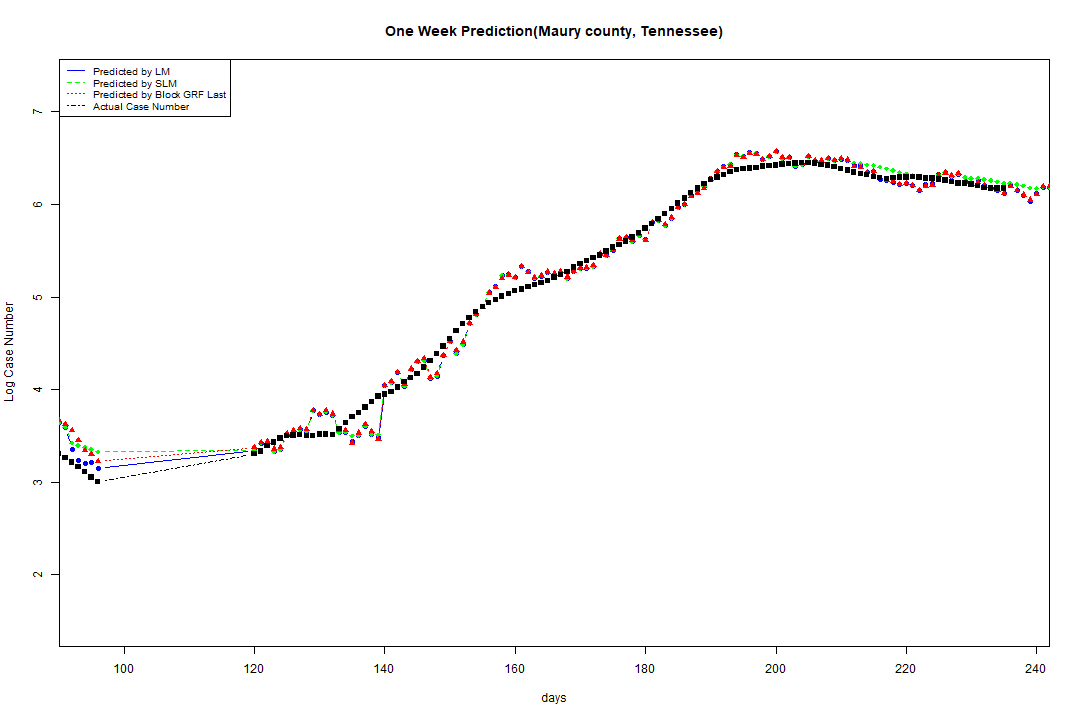 One Week Prediction(Maury county, Tennessee)
Predicted by LM
Predicted by SLM
Predicted by Block GRF Last
Actual Case Number
7
6
5
4
3
2
Log Case Number
100 120 140 160 180 200 220 240
days